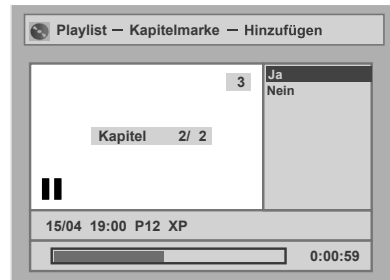 Playlist — Kapitelmarke — Hinzufügen
3
Ja
Nein
Kapitel 2/ 2
15/04 19:00 P12 XP
0:00:59